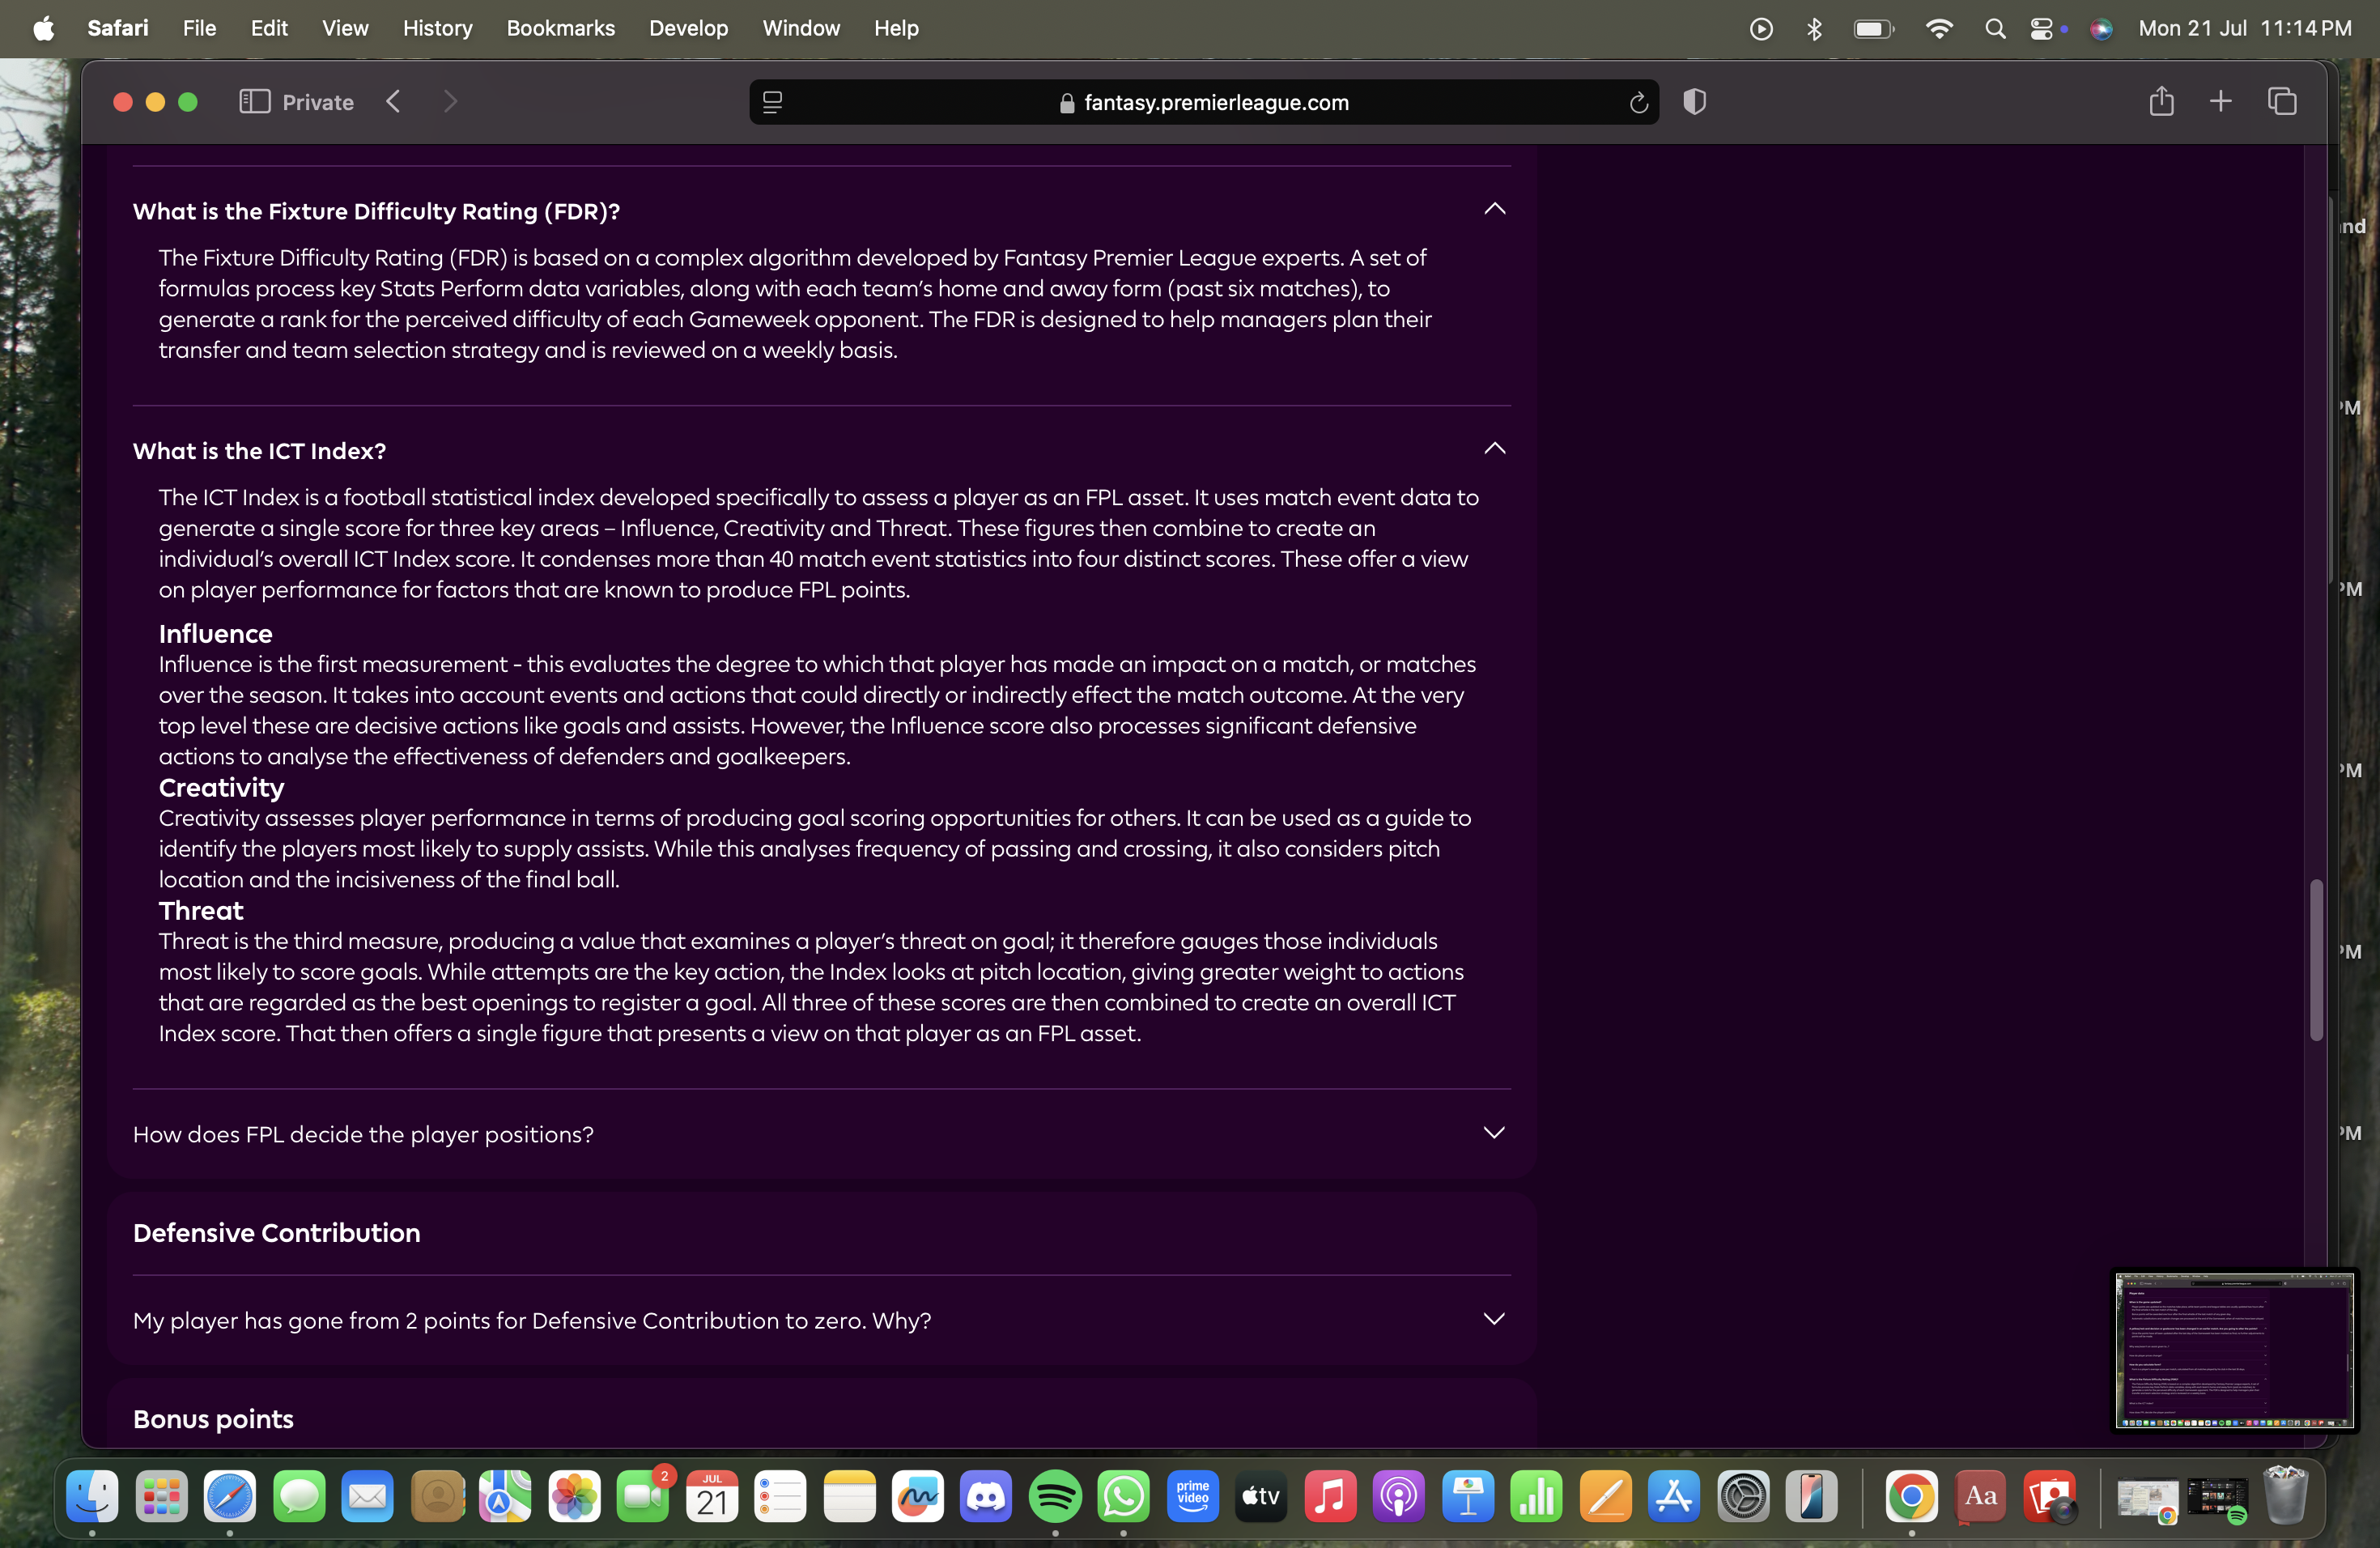 Safari File Edit View History Bookmarks Develop Window Help Mon 21 Jul 11:14 PM
Private fantasy.premierleague.com
What is the Fixture Difficulty Rating (FDR)?
The Fixture Difficulty Rating (FDR) is based on a complex algorithm developed by Fantasy Premier League experts. A set of
formulas process key Stats Perform data variables, along with each team’s home and away form (past six matches), to
generate a rank for the perceived difficulty of each Gameweek opponent. The FDR is designed to help managers plan their
transfer and team selection strategy and is reviewed on a weekly basis.
What is the ICT Index?
The ICT Index is a football statistical index developed specifically to assess a player as an FPL asset. It uses match event data to
generate a single score for three key areas – Influence, Creativity and Threat. These figures then combine to create an
individual’s overall ICT Index score. It condenses more than 40 match event statistics into four distinct scores. These offer a view
on player performance for factors that are known to produce FPL points.
Influence
Influence is the first measurement - this evaluates the degree to which that player has made an impact on a match, or matches
over the season. It takes into account events and actions that could directly or indirectly effect the match outcome. At the very
top level these are decisive actions like goals and assists. However, the Influence score also processes significant defensive
actions to analyse the effectiveness of defenders and goalkeepers.
Creativity
Creativity assesses player performance in terms of producing goal scoring opportunities for others. It can be used as a guide to
identify the players most likely to supply assists. While this analyses frequency of passing and crossing, it also considers pitch
location and the incisiveness of the final ball.
Threat
Threat is the third measure, producing a value that examines a player’s threat on goal; it therefore gauges those individuals
most likely to score goals. While attempts are the key action, the Index looks at pitch location, giving greater weight to actions
that are regarded as the best openings to register a goal. All three of these scores are then combined to create an overall ICT
Index score. That then offers a single figure that presents a view on that player as an FPL asset.
How does FPL decide the player positions?
Defensive Contribution
My player has gone from 2 points for Defensive Contribution to zero. Why?
Bonus points
nd
PM
PM
PM
PM
PM
2
JUL
21
prime
video
tv
Aa